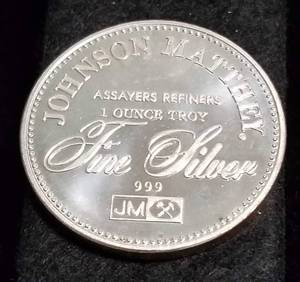 JOHNSON MATTHEY.
ASSAYERS REFINERS
1 OUNCE TROY
Fine Silver
999
JM